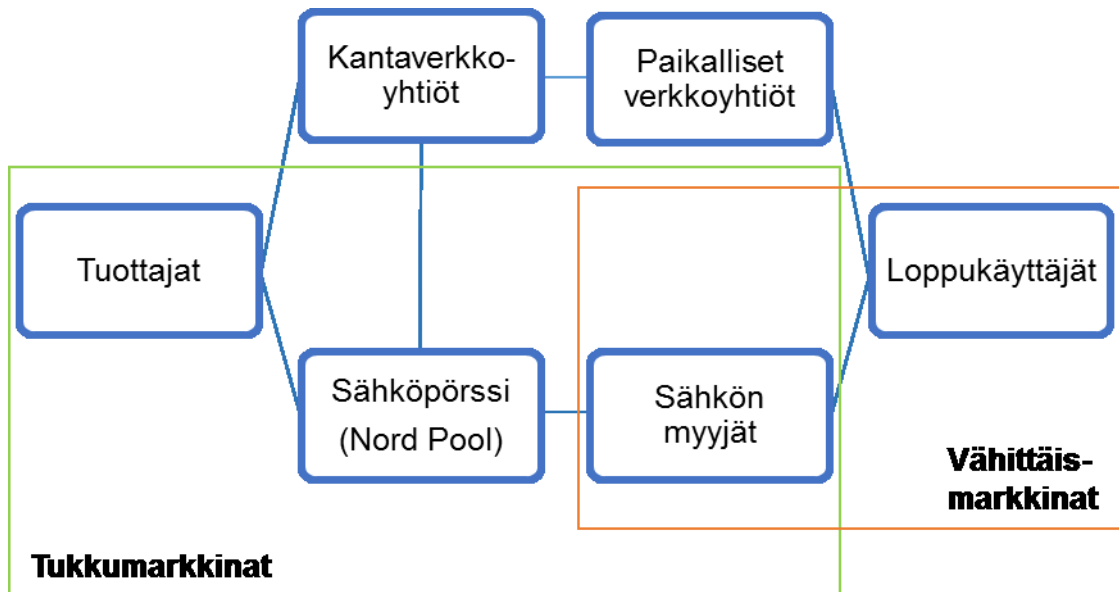 Kantaverkko-
yhtiöt
Paikalliset
verkkoyhtiöt
Tuottajat
Loppukäyttäjät
Sähköpörssi
(Nord Pool)
Sähkön
myyjät
Vähittäis-
markkinat
Tukkumarkkinat